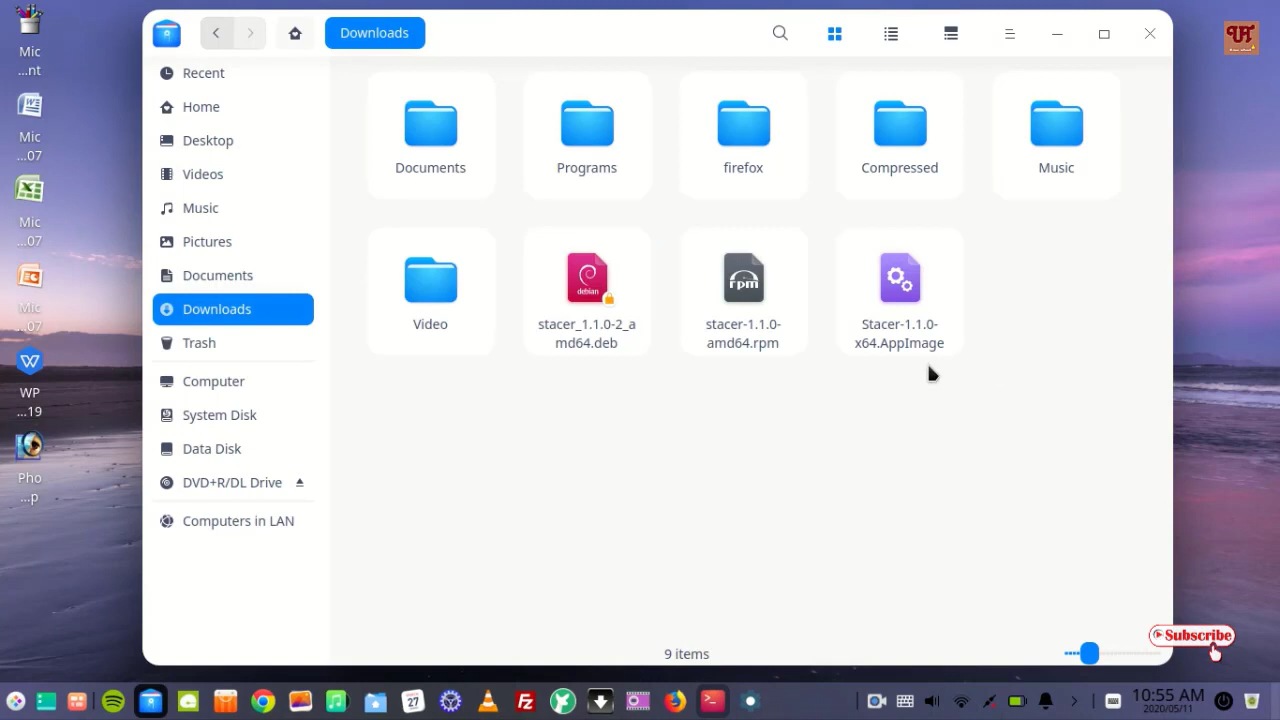 Mic
...nt
Mic
...07
Mic
...07
Mic
...07
WP
...19
Pho
...p
Downloads
Recent
Home
Desktop
Videos
Music
Pictures
Documents
Downloads
Trash
Computer
System Disk
Data Disk
DVD+R/DL Drive
Computers in LAN
Documents
Programs
firefox
Compressed
Music
Video
debian
stacer_1.1.0-2_a
md64.deb
rpm
stacer-1.1.0-
amd64.rpm
Stacer-1.1.0-
x64.AppImage
9 items
Subscribe
27
10:55 AM
2020/05/11